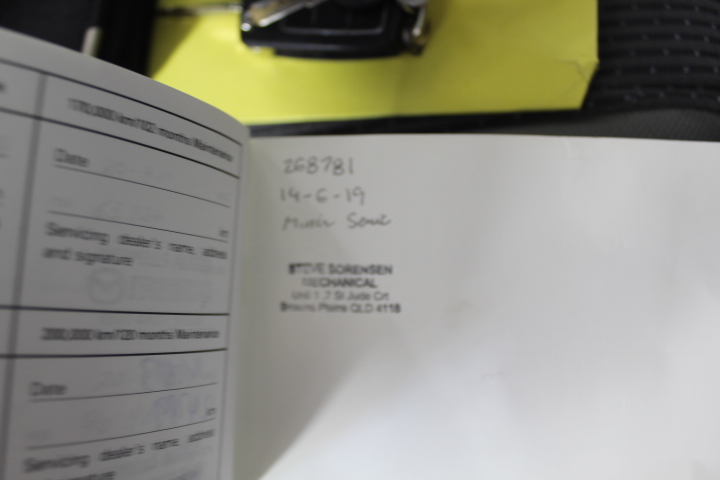 170,000 km/102 months Maintenance
Date
km
Servicing dealer's name, address
and signature
200,000 km/120 months Maintenance
Date
km
Servicing dealer's name, address
268781
14-6-19
STEVE SORENSEN
MECHANICAL
Unit 1, 7 St Jude Crt
Browns Plains QLD 4118